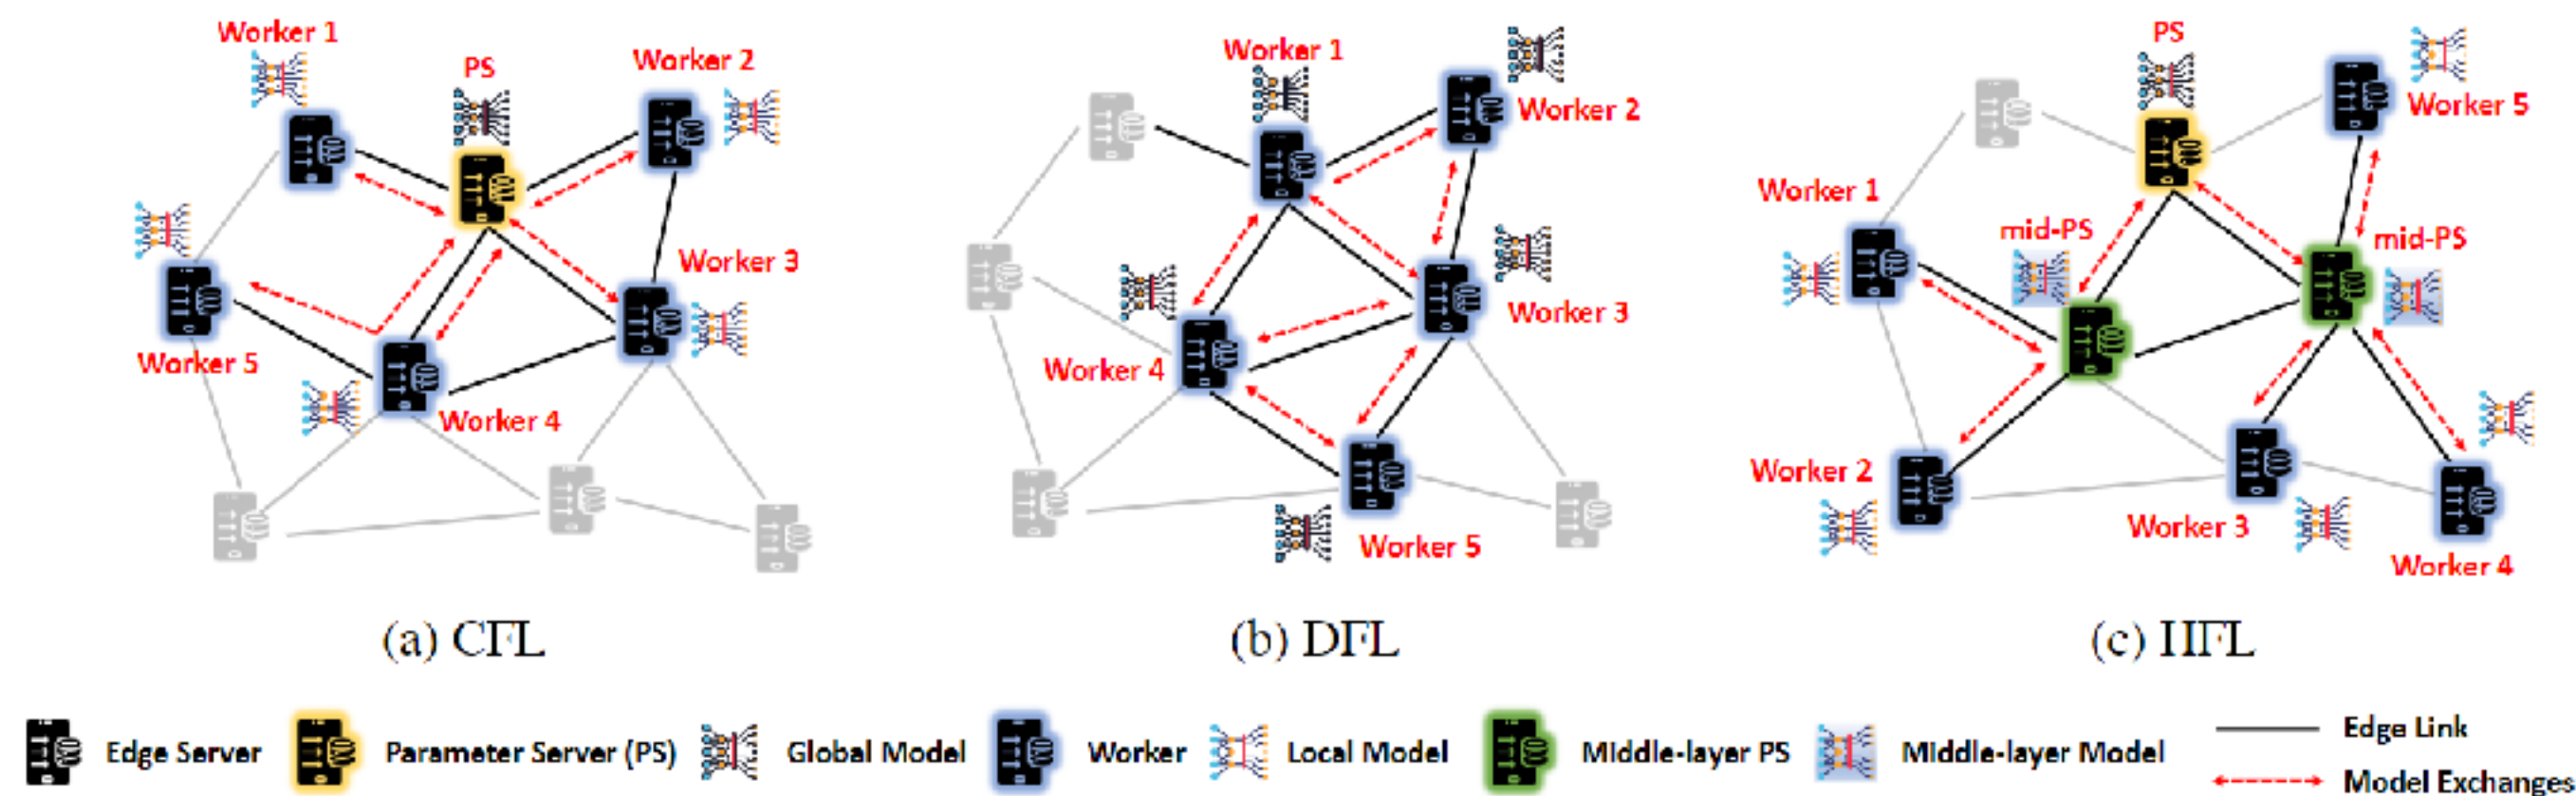 Worker 1
PS
Worker 2
Worker 3
Worker 5
Worker 4
(a) CFL
Worker 1
Worker 2
Worker 3
Worker 4
Worker 5
(b) DFL
PS
Worker 5
Worker 1
mid-PS
mid-PS
Worker 2
Worker 3
Worker 4
(c) HFL
Edge Server
Parameter Server (PS)
Global Model
Worker
Local Model
Middle-layer PS
Middle-layer Model
Edge Link
Model Exchanges